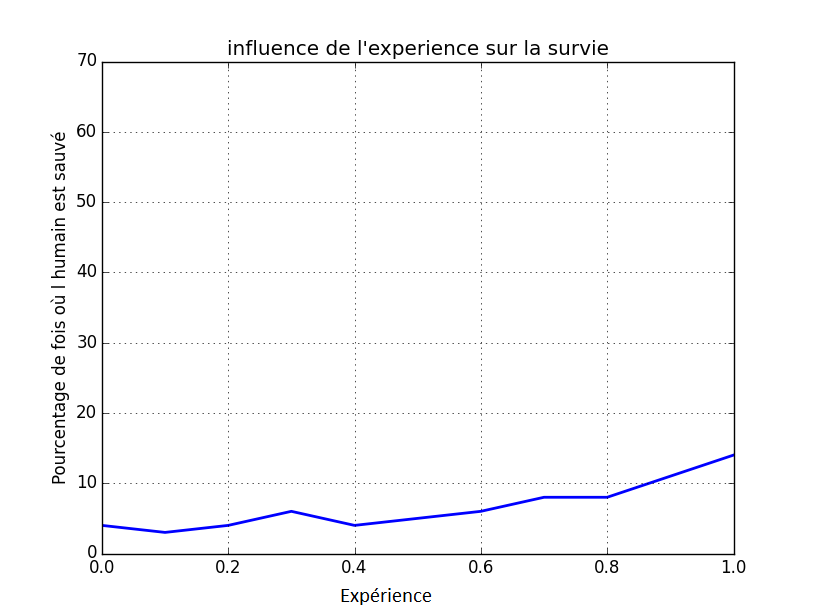 influence de l'experience sur la survie
Pourcentage de fois où l humain est sauvé
70
60
50
40
30
20
10
0
0.0 0.2 0.4 0.6 0.8 1.0
Expérience